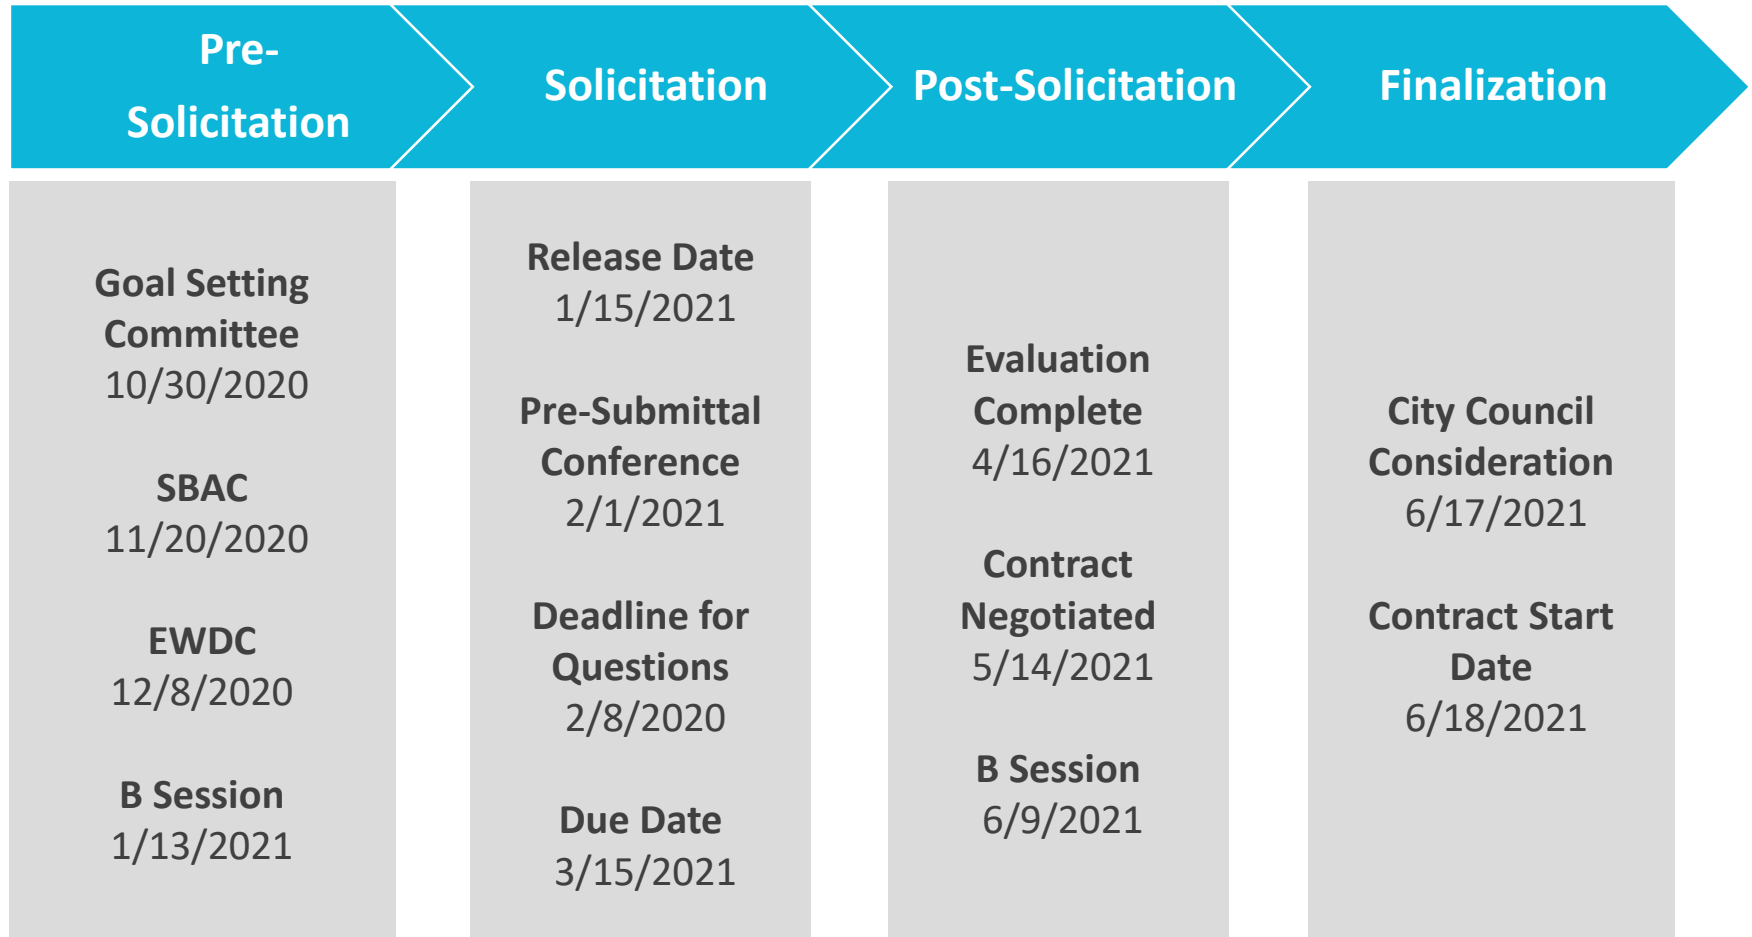 Pre-
Solicitation
Solicitation
Post-Solicitation
Finalization
Goal Setting
Committee
10/30/2020
SBAC
11/20/2020
EWDC
12/8/2020
B Session
1/13/2021
Release Date
1/15/2021
Pre-Submittal
Conference
2/1/2021
Deadline for
Questions
2/8/2020
Due Date
3/15/2021
Evaluation
Complete
4/16/2021
Contract
Negotiated
5/14/2021
B Session
6/9/2021
City Council
Consideration
6/17/2021
Contract Start
Date
6/18/2021